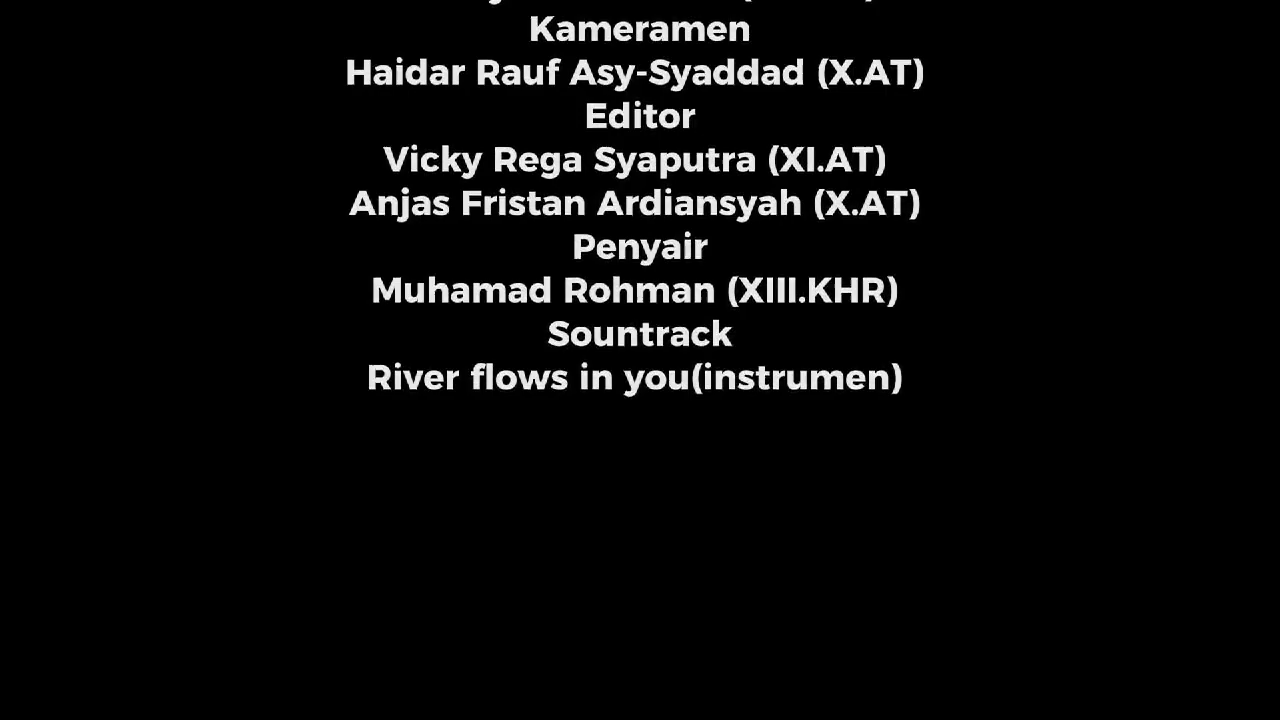 Kameramen
Haidar Rauf Asy-Syaddad (X.AT)
Editor
Vicky Rega Syaputra (XI.AT)
Anjas Fristan Ardiansyah (X.AT)
Penyair
Muhamad Rohman (XIII.KHR)
Sountrack
River flows in you(instrumen)